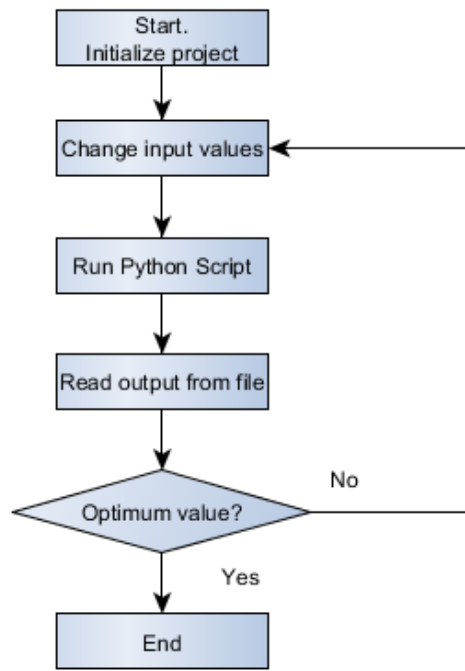 Start.
Initialize project
Change input values
Run Python Script
Read output from file
Optimum value?
No
Yes
End